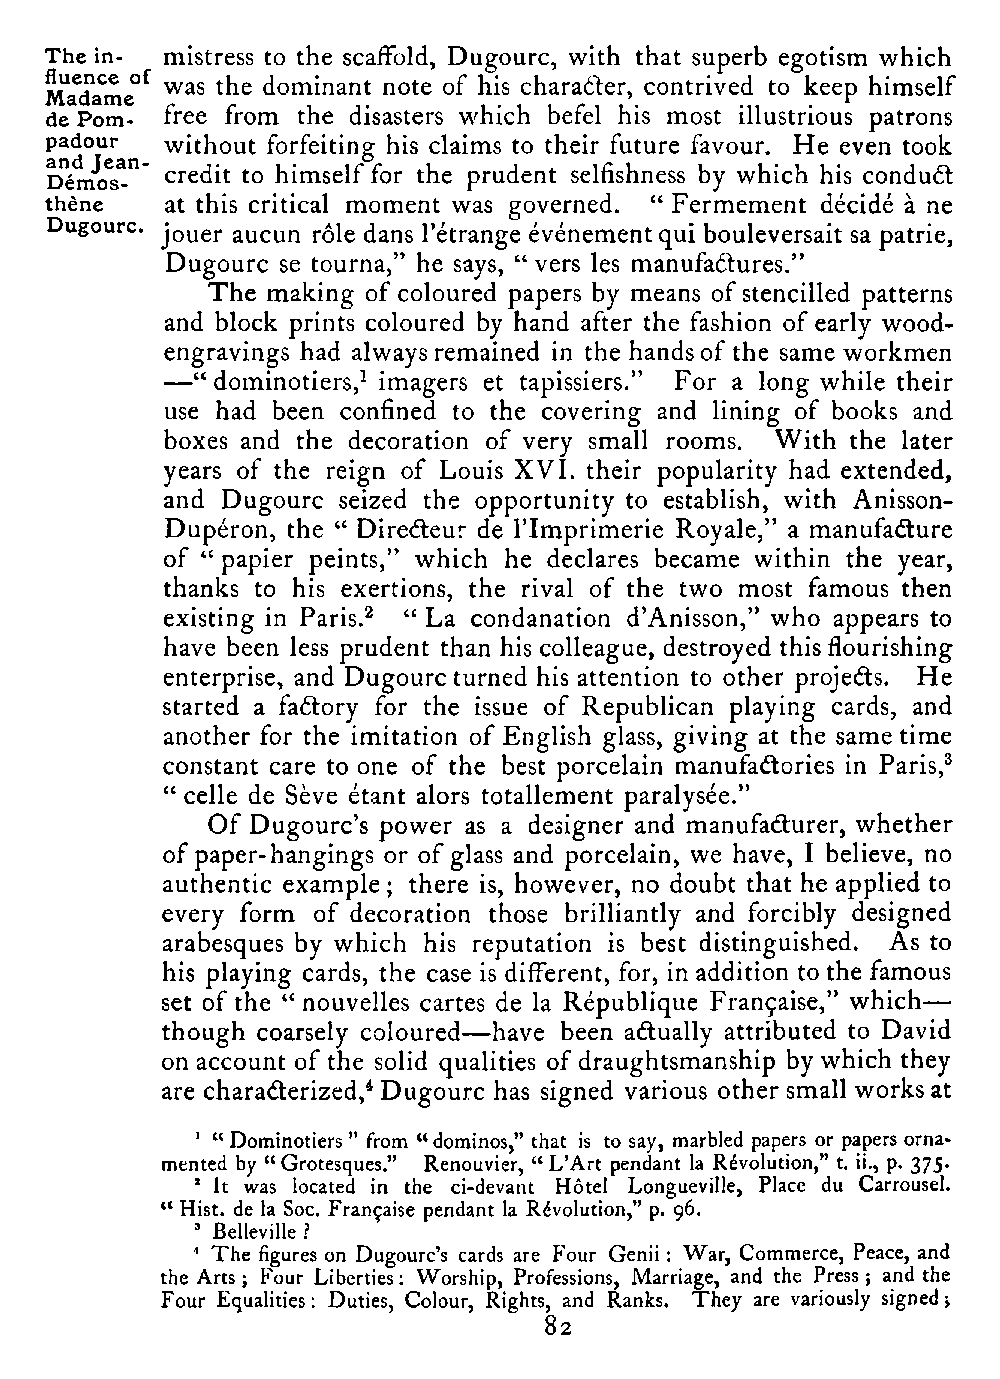 The in-
fluence of
Madame
de Pom-
padour
and Jean-
Démos-
thène
Dugourc.
mistress to the scaffold, Dugourc, with that superb egotism which
was the dominant note of his character, contrived to keep himself
free from the disasters which befel his most illustrious patrons
without forfeiting his claims to their future favour. He even took
credit to himself for the prudent selfishness by which his conduct
at this critical moment was governed. “ Fermement décidé à ne
jouer aucun rôle dans l’étrange événement qui bouleversait sa patrie,
Dugourc se tourna,” he says, “ vers les manufactures.”
The making of coloured papers by means of stencilled patterns
and block prints coloured by hand after the fashion of early wood-
engravings had always remained in the hands of the same workmen
—“ dominotiers,¹ imagers et tapissiers.” For a long while their
use had been confined to the covering and lining of books and
boxes and the decoration of very small rooms. With the later
years of the reign of Louis XVI. their popularity had extended,
and Dugourc seized the opportunity to establish, with Anisson-
Dupéron, the “ Directeur de l’Imprimerie Royale,” a manufacture
of “ papier peints,” which he declares became within the year,
thanks to his exertions, the rival of the two most famous then
existing in Paris.² “ La condanation d’Anisson,” who appears to
have been less prudent than his colleague, destroyed this flourishing
enterprise, and Dugourc turned his attention to other projects. He
started a factory for the issue of Republican playing cards, and
another for the imitation of English glass, giving at the same time
constant care to one of the best porcelain manufactories in Paris,³
“ celle de Sève étant alors totallement paralysée.”
Of Dugourc’s power as a designer and manufacturer, whether
of paper-hangings or of glass and porcelain, we have, I believe, no
authentic example ; there is, however, no doubt that he applied to
every form of decoration those brilliantly and forcibly designed
arabesques by which his reputation is best distinguished. As to
his playing cards, the case is different, for, in addition to the famous
set of the “ nouvelles cartes de la République Française,” which—
though coarsely coloured—have been actually attributed to David
on account of the solid qualities of draughtsmanship by which they
are characterized,⁴ Dugourc has signed various other small works at
¹ “ Dominotiers ” from “ dominos,” that is to say, marbled papers or papers orna-
mented by “ Grotesques.” Renouvier, “ L’Art pendant la Révolution,” t. ii., p. 375.
² It was located in the ci-devant Hôtel Longueville, Place du Carrousel.
“ Hist. de la Soc. Française pendant la Révolution,” p. 96.
³ Belleville ?
⁴ The figures on Dugourc’s cards are Four Genii : War, Commerce, Peace, and
the Arts ; Four Liberties : Worship, Professions, Marriage, and the Press ; and the
Four Equalities : Duties, Colour, Rights, and Ranks. They are variously signed ;
82